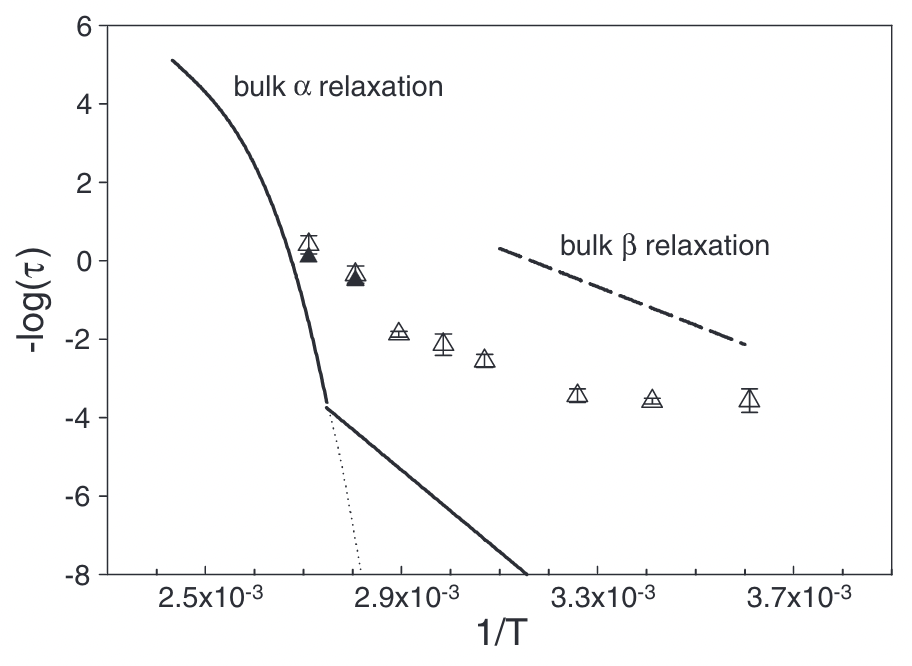 6
bulk α relaxation
4
2
bulk β relaxation
0
-log(τ)
-2
-4
-6
-8
2.5x10-3 2.9x10-3 3.3x10-3 3.7x10-3
1/T